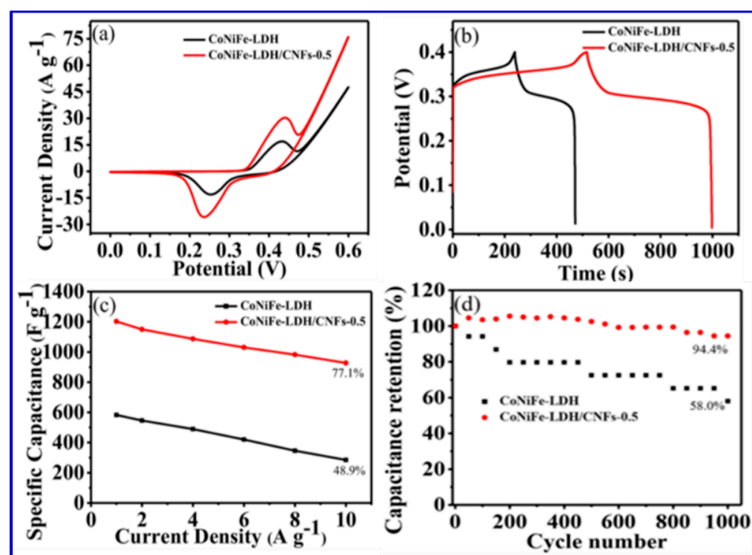 (a)
CoNiFe-LDH
CoNiFe-LDH/CNFs-0.5
Current Density (A g-1)
75
60
45
30
15
0
-15
-30
0.0 0.1 0.2 0.3 0.4 0.5 0.6
Potential (V)
(b)
CoNiFe-LDH
CoNiFe-LDH/CNFs-0.5
Potential (V)
0.4
0.3
0.2
0.1
0.0
0 200 400 600 800 1000
Time (s)
(c)
CoNiFe-LDH
CoNiFe-LDH/CNFs-0.5
Specific Capacitance (F g-1)
1400
1200
1000
800
600
400
200
0
77.1%
48.9%
0 2 4 6 8 10
Current Density (A g-1)
(d)
Capacitance retention (%)
120
100
80
60
40
20
0
94.4%
CoNiFe-LDH
58.0%
CoNiFe-LDH/CNFs-0.5
0 200 400 600 800 1000
Cycle number